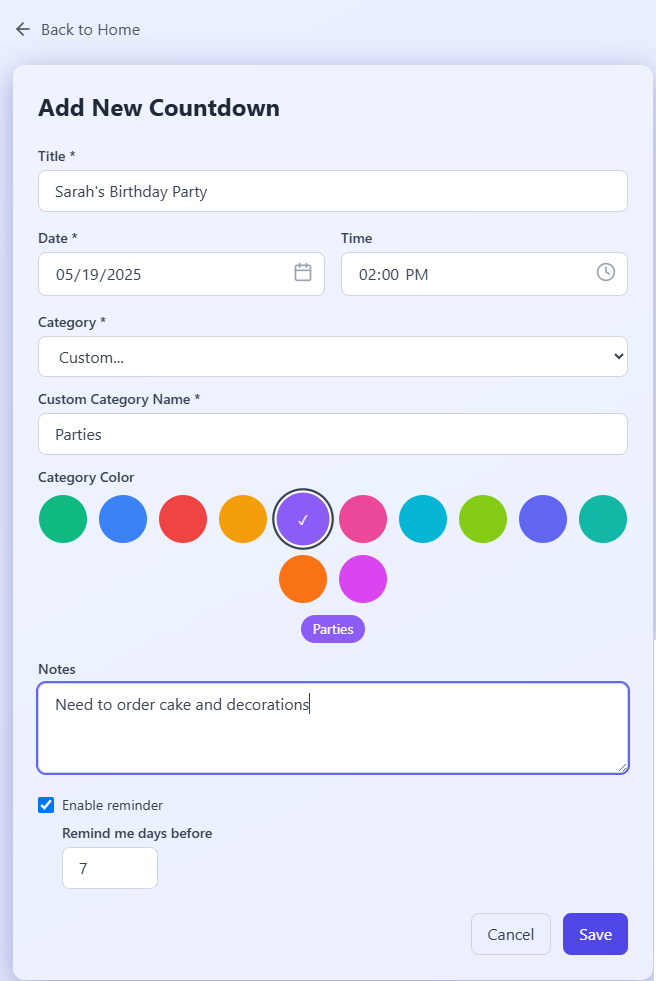 Back to Home
Add New Countdown
Title *
Sarah's Birthday Party
Date * Time
05/19/2025 02:00 PM
Category *
Custom...
Custom Category Name *
Parties
Category Color
✓
Parties
Notes
Need to order cake and decorations
Enable reminder
Remind me days before
7
Cancel Save